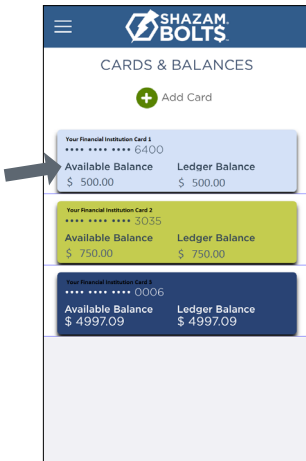 SHAZAM.
BOLT$.
CARDS & BALANCES
Add Card
Your Financial Institution Card 1
•••• •••• •••• 6400
Available Balance Ledger Balance
$ 500.00 $ 500.00
Your Financial Institution Card 2
•••• •••• •••• 3035
Available Balance Ledger Balance
$ 750.00 $ 750.00
Your Financial Institution Card 3
•••• •••• •••• 0006
Available Balance Ledger Balance
$ 4997.09 $ 4997.09